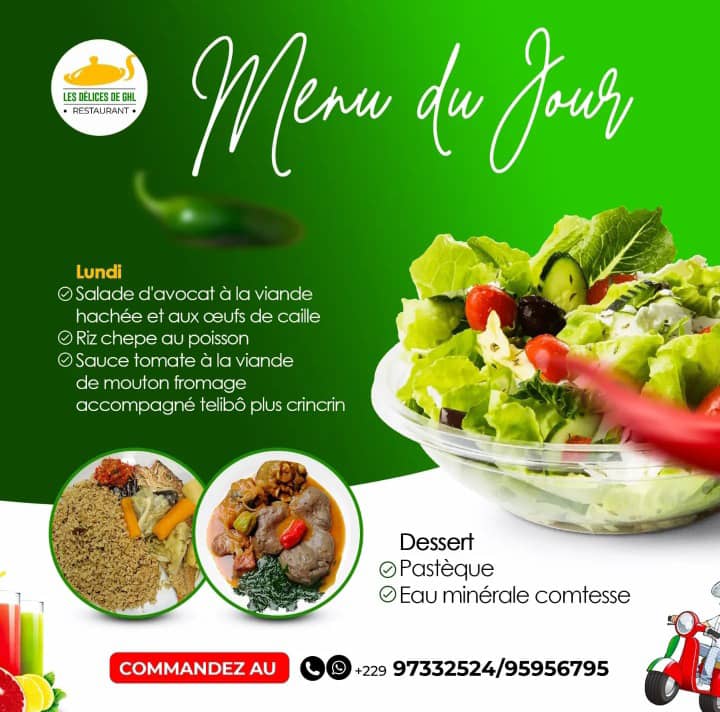 LES DÉLICES DE GHL
• RESTAURANT •
Menu du Jour
Lundi
Salade d'avocat à la viande
hachée et aux œufs de caille
Riz chepe au poisson
Sauce tomate à la viande
de mouton fromage
accompagné telibô plus crincrin
Dessert
Pastèque
Eau minérale comtesse
COMMANDEZ AU +229 97332524/95956795